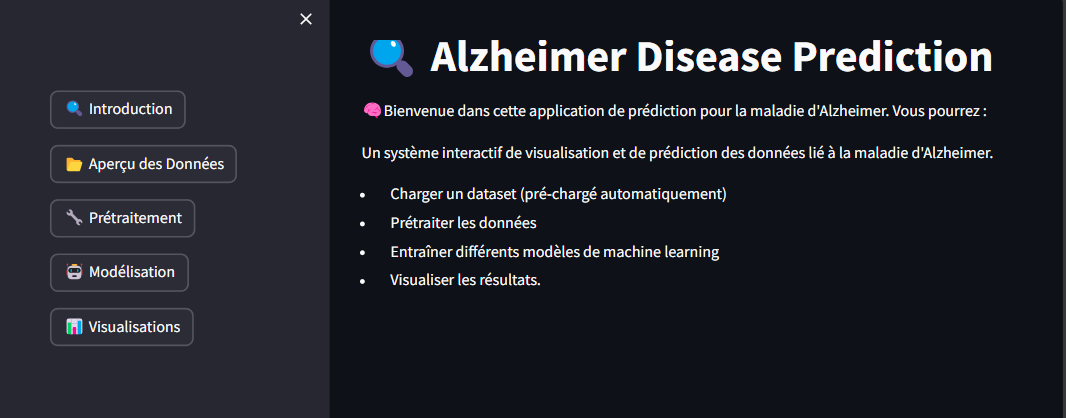 ×
Introduction
Aperçu des Données
Prétraitement
Modélisation
Visualisations
Alzheimer Disease Prediction
Bienvenue dans cette application de prédiction pour la maladie d'Alzheimer. Vous pourrez :
Un système interactif de visualisation et de prédiction des données lié à la maladie d'Alzheimer.
• Charger un dataset (pré-chargé automatiquement)
• Prétraiter les données
• Entraîner différents modèles de machine learning
• Visualiser les résultats.